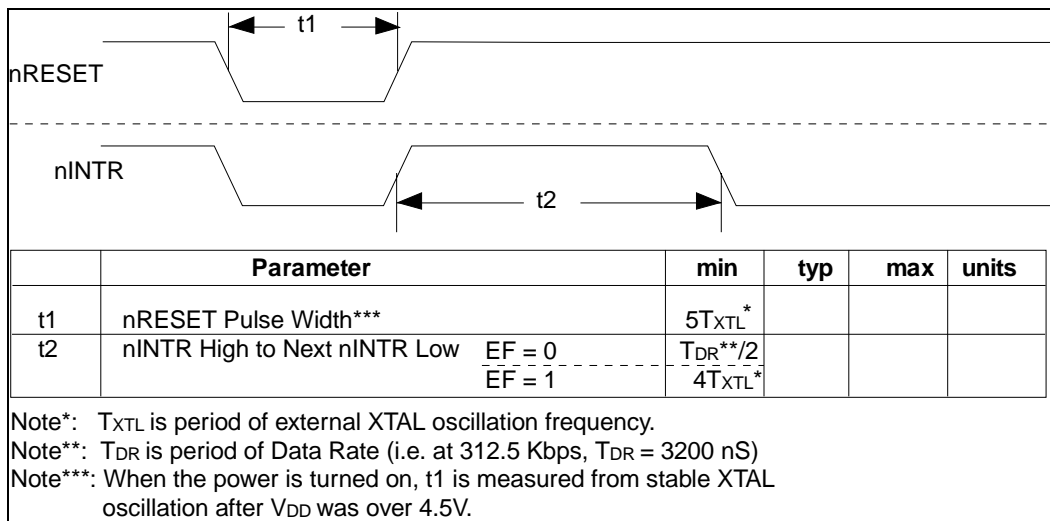 t1
nRESET
nINTR
t2
Parameter min typ max units
t1 nRESET Pulse Width*** 5TXTL*
t2 nINTR High to Next nINTR Low EF = 0 TDR**/2
EF = 1 4TXTL*
Note*: TXTL is period of external XTAL oscillation frequency.
Note**: TDR is period of Data Rate (i.e. at 312.5 Kbps, TDR = 3200 nS)
Note***: When the power is turned on, t1 is measured from stable XTAL
oscillation after VDD was over 4.5V.